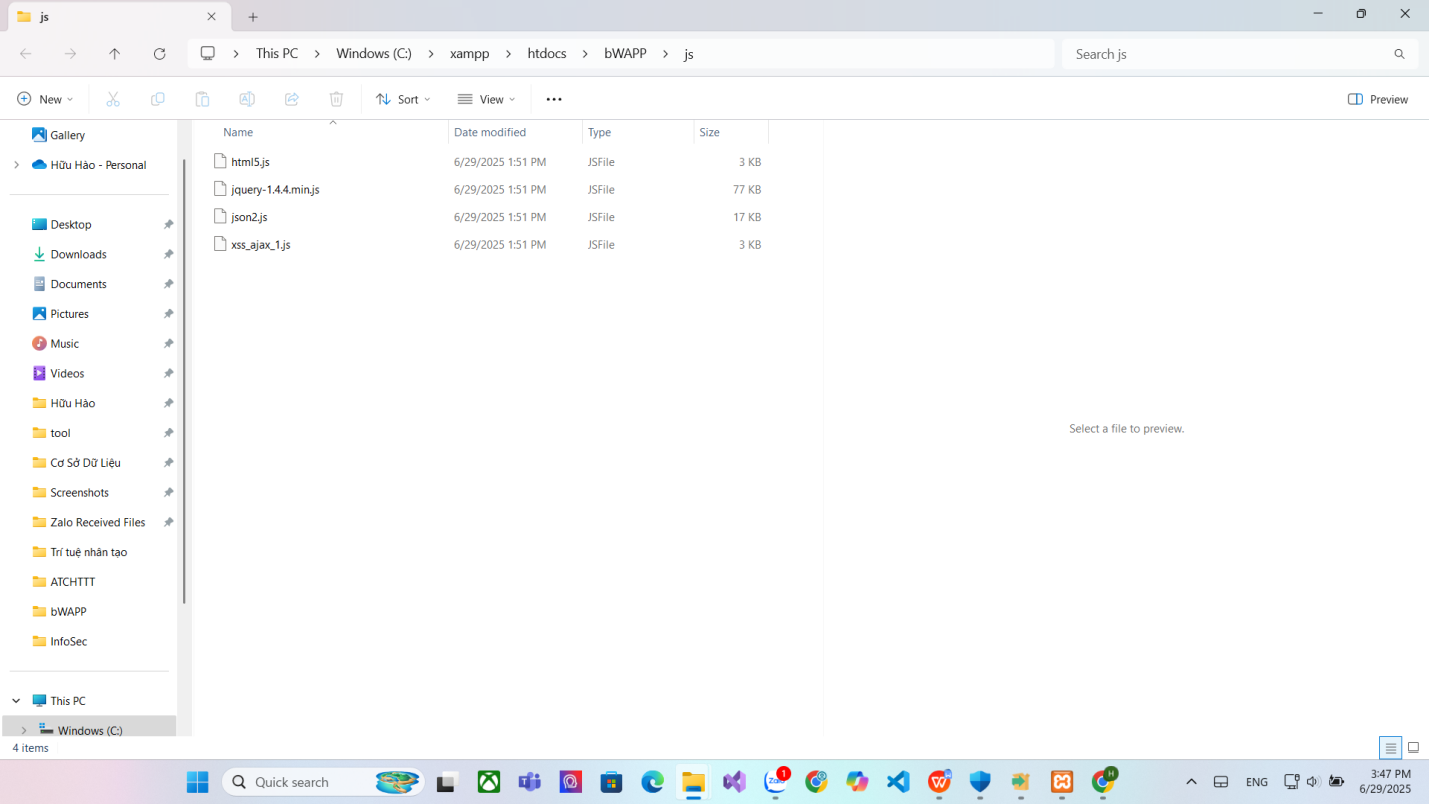 js
This PC > Windows (C:) > xampp > htdocs > bWAPP > js
Search js
New
Sort
View
Preview
Gallery
Hữu Hào - Personal
Desktop
Downloads
Documents
Pictures
Music
Videos
Hữu Hào
tool
Cơ Sở Dữ Liệu
Screenshots
Zalo Received Files
Trí tuệ nhân tạo
ATCHTTT
bWAPP
InfoSec
This PC
Windows (C:)
Name Date modified Type Size
html5.js 6/29/2025 1:51 PM JSFile 3 KB
jquery-1.4.4.min.js 6/29/2025 1:51 PM JSFile 77 KB
json2.js 6/29/2025 1:51 PM JSFile 17 KB
xss_ajax_1.js 6/29/2025 1:51 PM JSFile 3 KB
Select a file to preview.
4 items
Quick search
Zalo
1
H
ENG
3:47 PM
6/29/2025